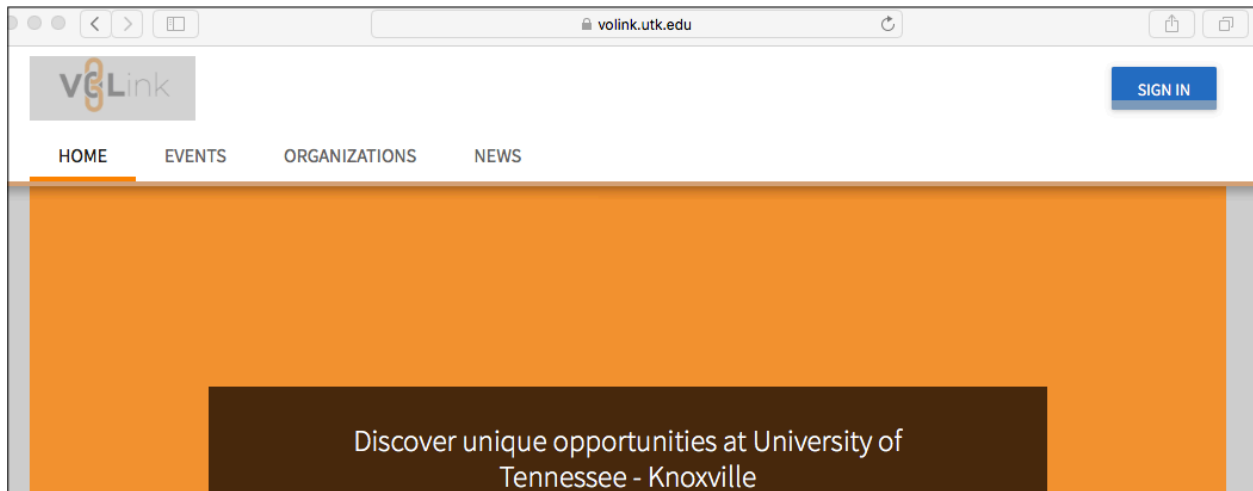 volink.utk.edu
VOLink
SIGN IN
HOME EVENTS ORGANIZATIONS NEWS
Discover unique opportunities at University of
Tennessee - Knoxville